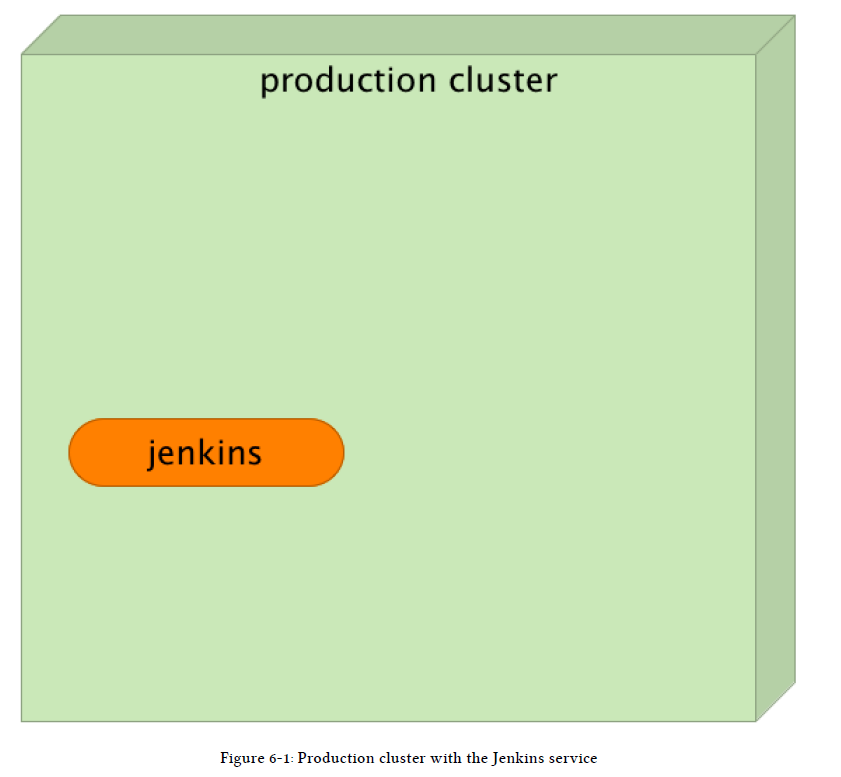 production cluster
jenkins
Figure 6-1: Production cluster with the Jenkins service